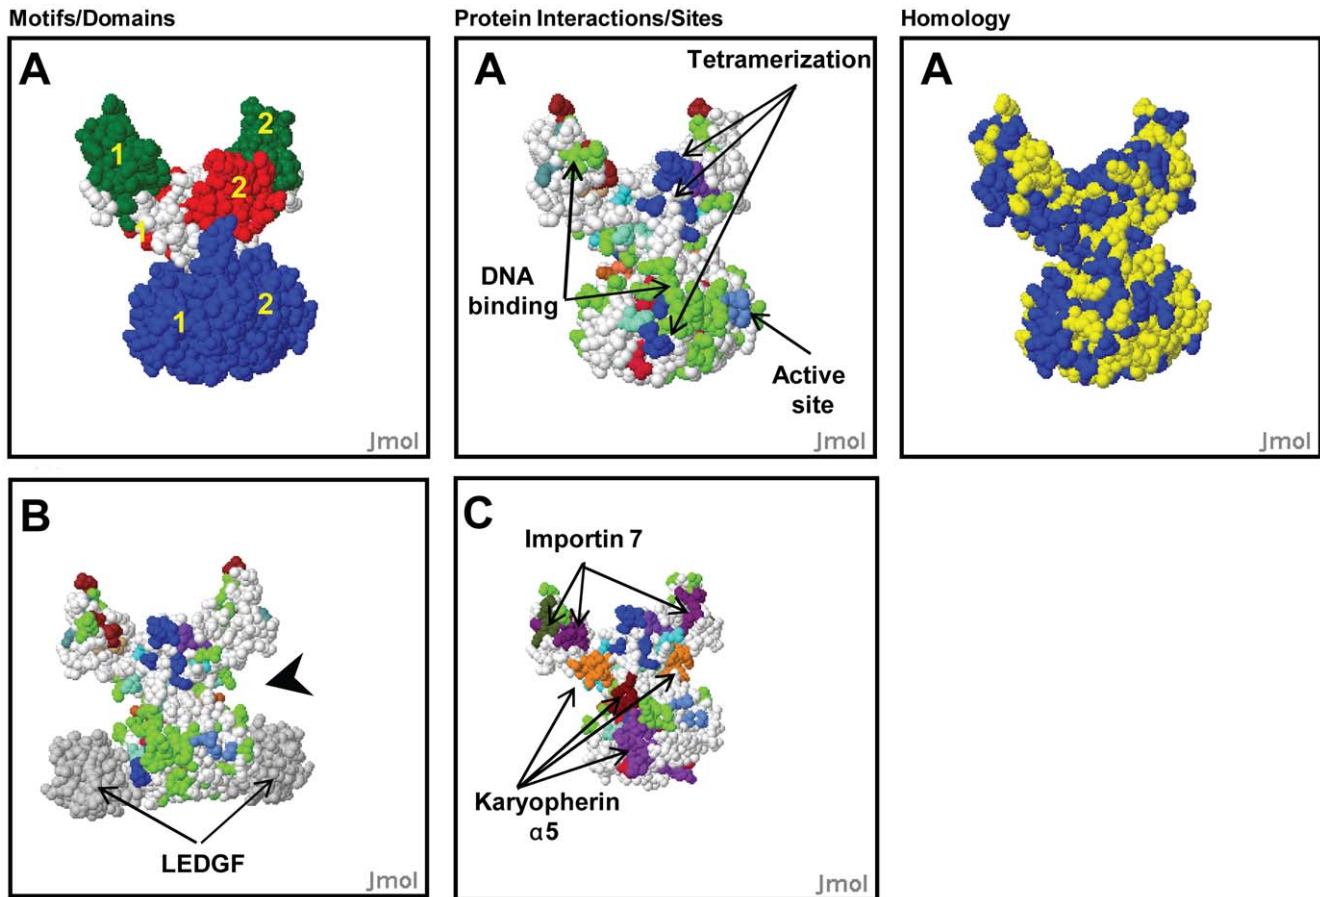 Motifs/Domains
Protein Interactions/Sites
Homology
A
2
1
2
1
1
2
Jmol
A
Tetramerization
DNA
binding
Active
site
Jmol
A
Jmol
B
LEDGF
Jmol
C
Importin 7
Karyopherin
α5
Jmol